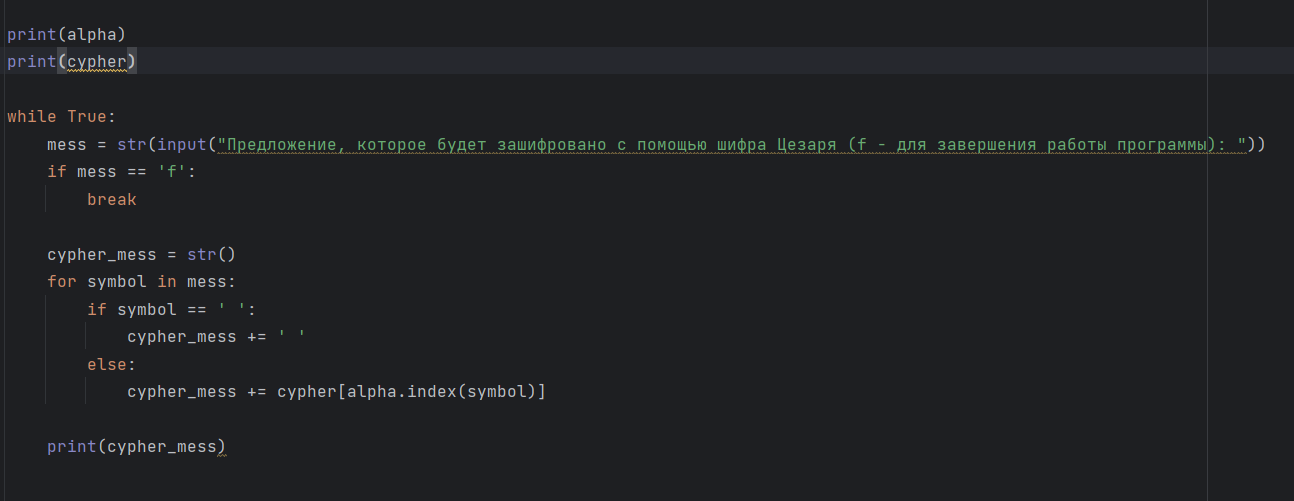 print(alpha)
print(cypher)
while True:
mess = str(input("Предложение, которое будет зашифровано с помощью шифра Цезаря (f - для завершения работы программы): "))
if mess == 'f':
break
cypher_mess = str()
for symbol in mess:
if symbol == ' ':
cypher_mess += ' '
else:
cypher_mess += cypher[alpha.index(symbol)]
print(cypher_mess)